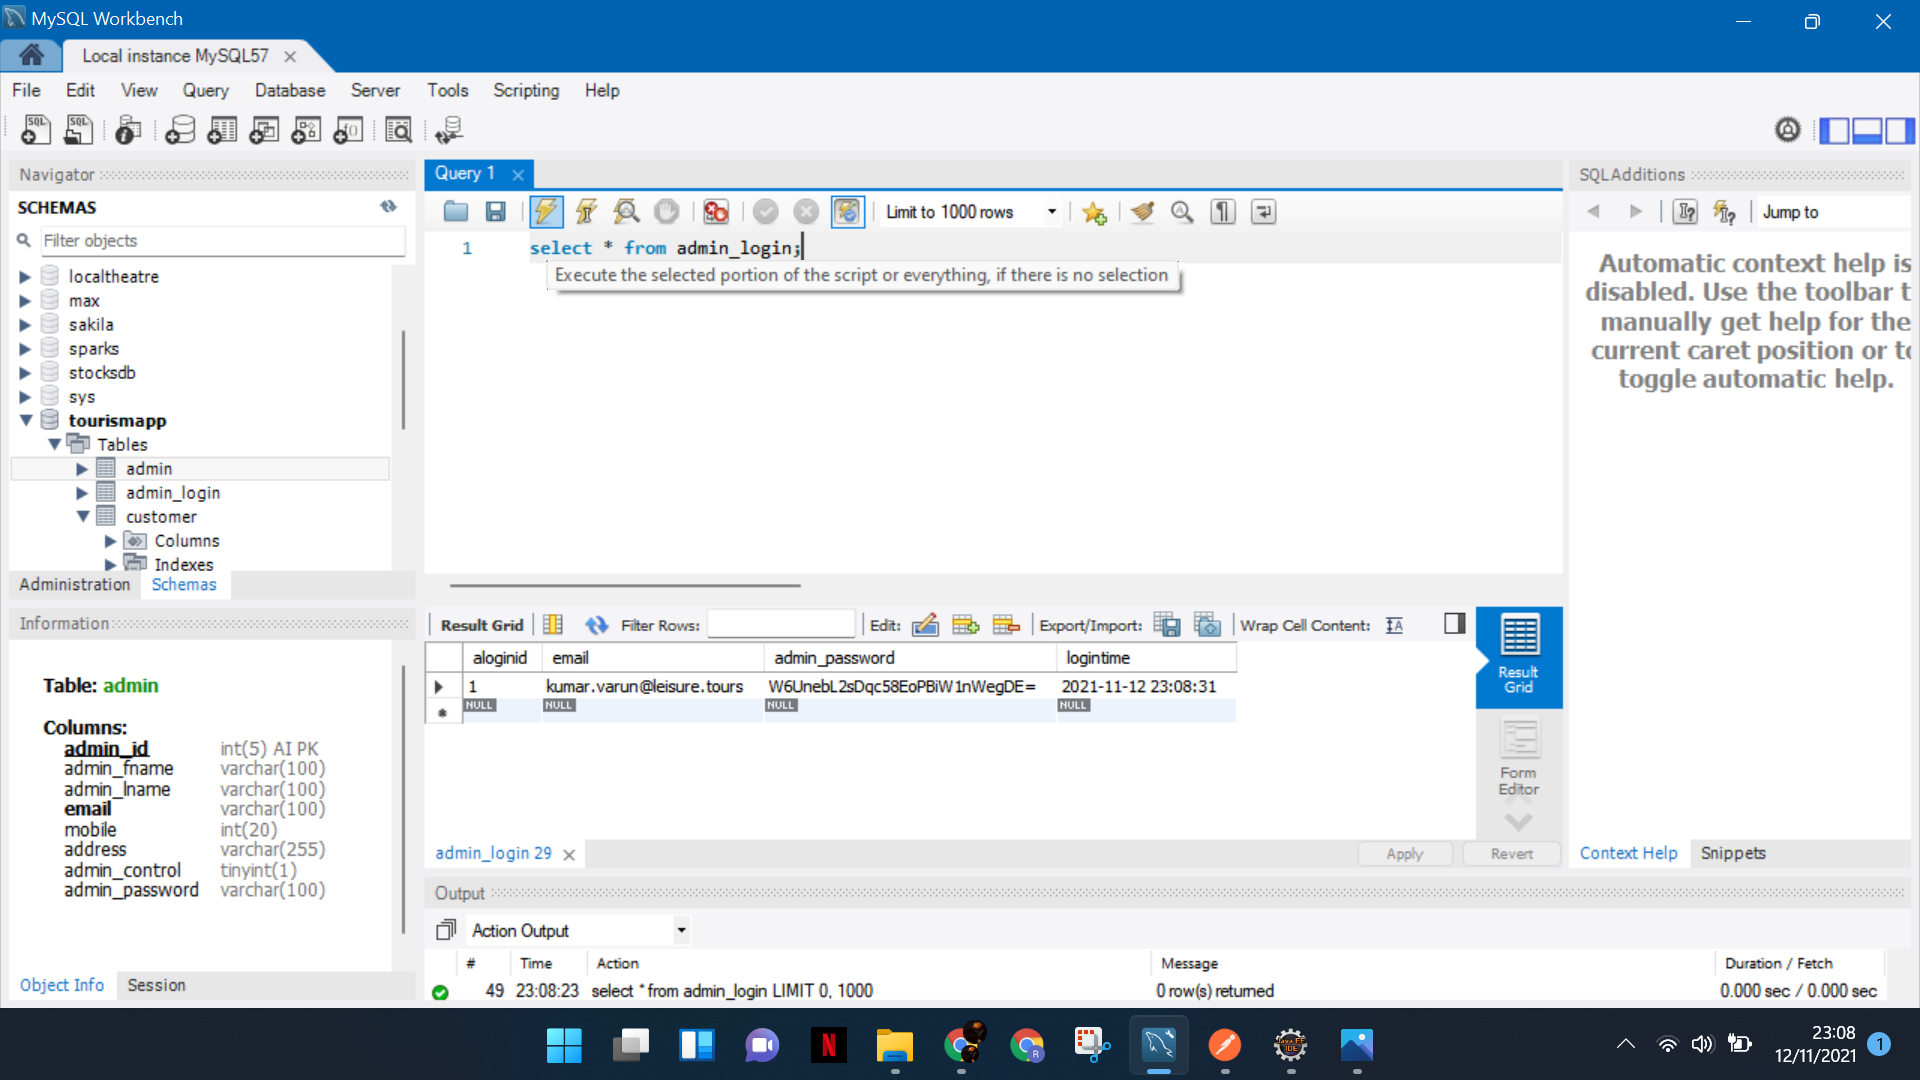 MySQL Workbench
Local instance MySQL57
File Edit View Query Database Server Tools Scripting Help
Navigator
SCHEMAS
Filter objects
localtheatre
max
sakila
sparks
stocksdb
sys
tourismapp
Tables
admin
admin_login
customer
Columns
Indexes
Administration Schemas
Information
Table: admin
Columns:
admin_id int(5) AI PK
admin_fname varchar(100)
admin_lname varchar(100)
email varchar(100)
mobile int(20)
address varchar(255)
admin_control tinyint(1)
admin_password varchar(100)
Object Info Session
Query 1
Limit to 1000 rows
1 select * from admin_login;
Execute the selected portion of the script or everything, if there is no selection
Result Grid Filter Rows: Edit: Export/Import: Wrap Cell Content:
aloginid email admin_password logintime
1 kumar.varun@leisure.tours W6UnebL2sDqc58EoPBiW1nWegDE= 2021-11-12 23:08:31
NULL NULL NULL NULL
Result
Grid
Form
Editor
admin_login 29
Apply Revert
Output
Action Output
# Time Action Message Duration / Fetch
49 23:08:23 select * from admin_login LIMIT 0, 1000 0 row(s) returned 0.000 sec / 0.000 sec
SQLAdditions
Jump to
Automatic context help is
disabled. Use the toolbar t
manually get help for the
current caret position or to
toggle automatic help.
Context Help Snippets
23:08
12/11/2021
1